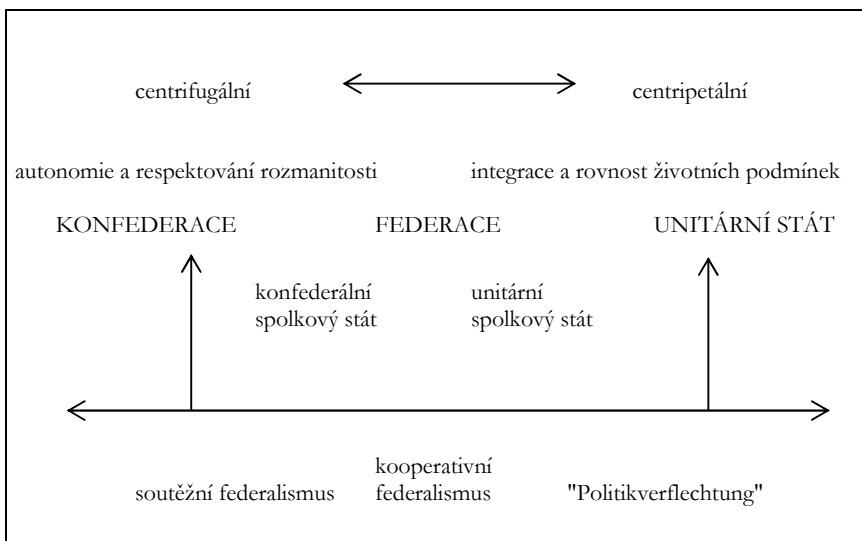 centrifugální centripetální
autonomie a respektování rozmanitosti integrace a rovnost životních podmínek
KONFEDERACE FEDERACE UNITÁRNÍ STÁT
konfederální
spolkový stát
unitární
spolkový stát
soutěžní federalismus
kooperativní
federalismus
"Politikverflechtung"